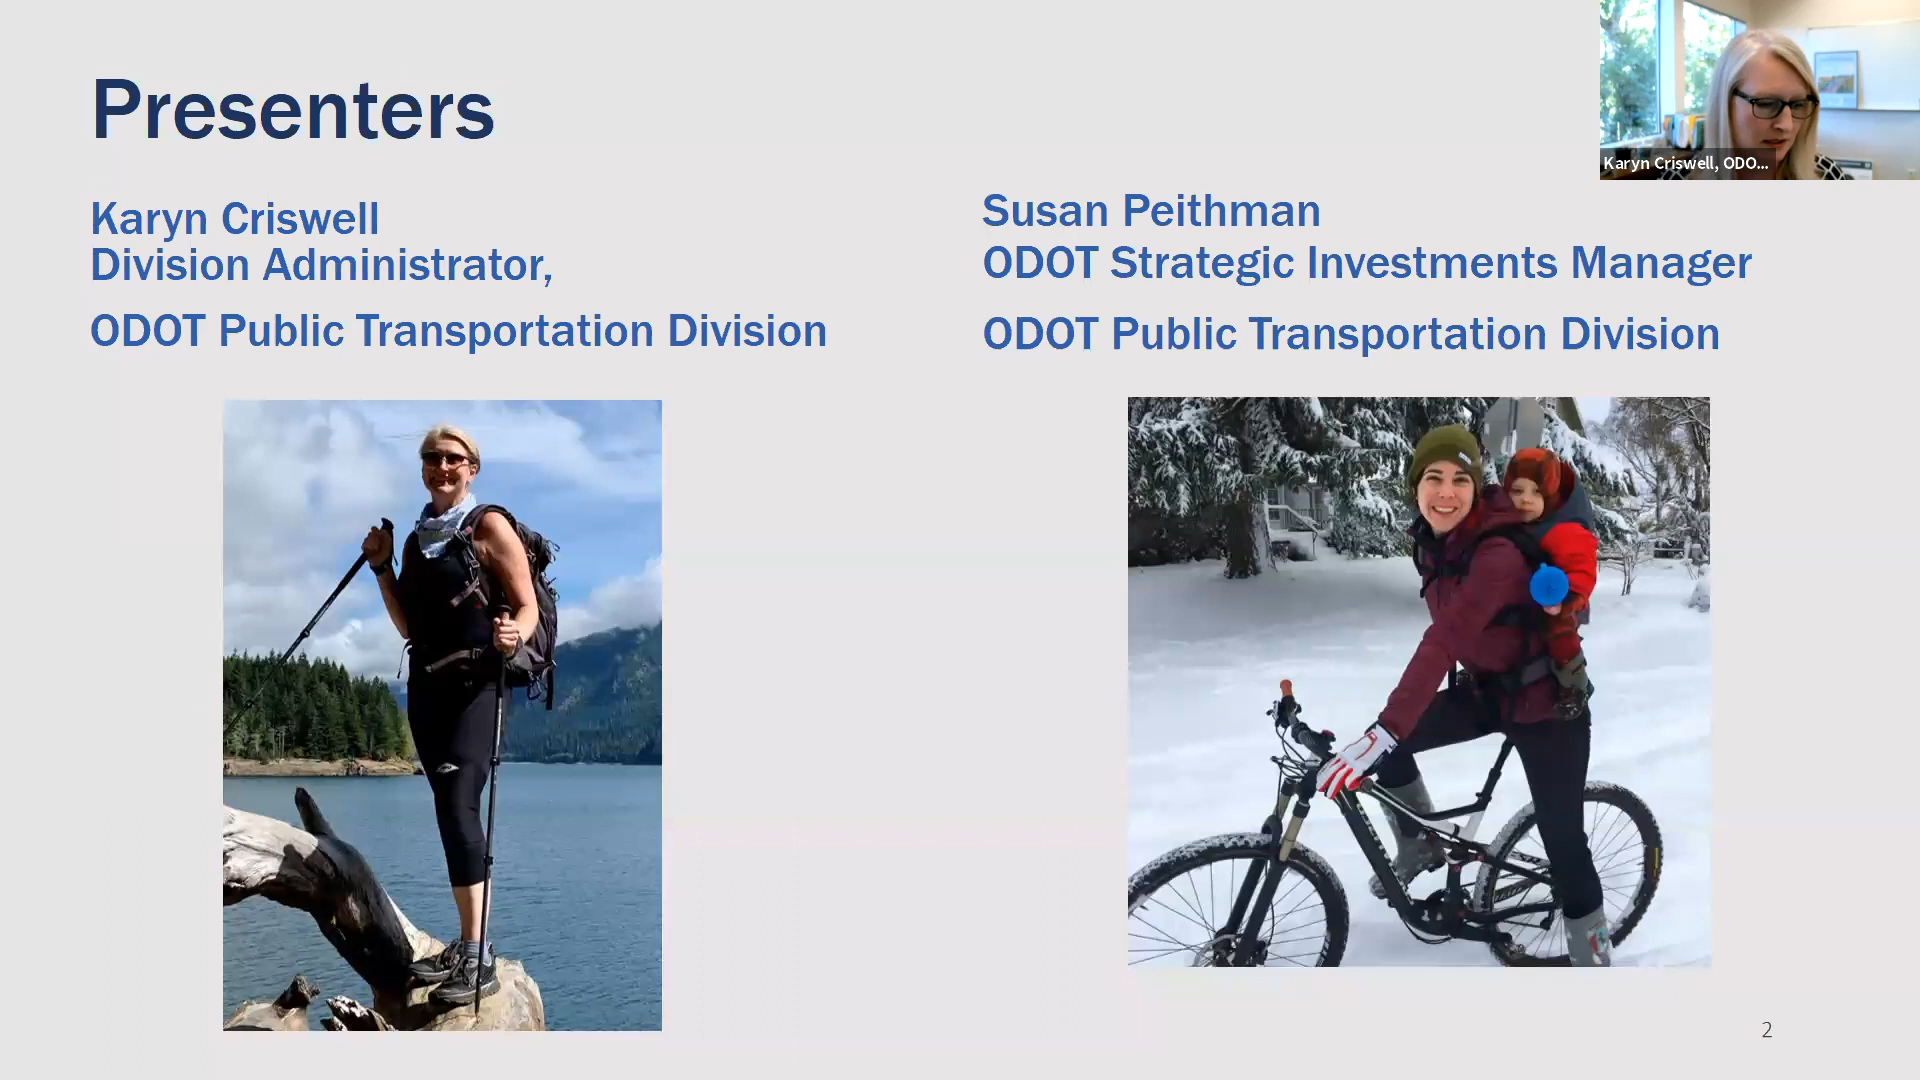 Presenters
Karyn Criswell
Division Administrator,
ODOT Public Transportation Division
Susan Peithman
ODOT Strategic Investments Manager
ODOT Public Transportation Division
Karyn Criswell, ODO...
2